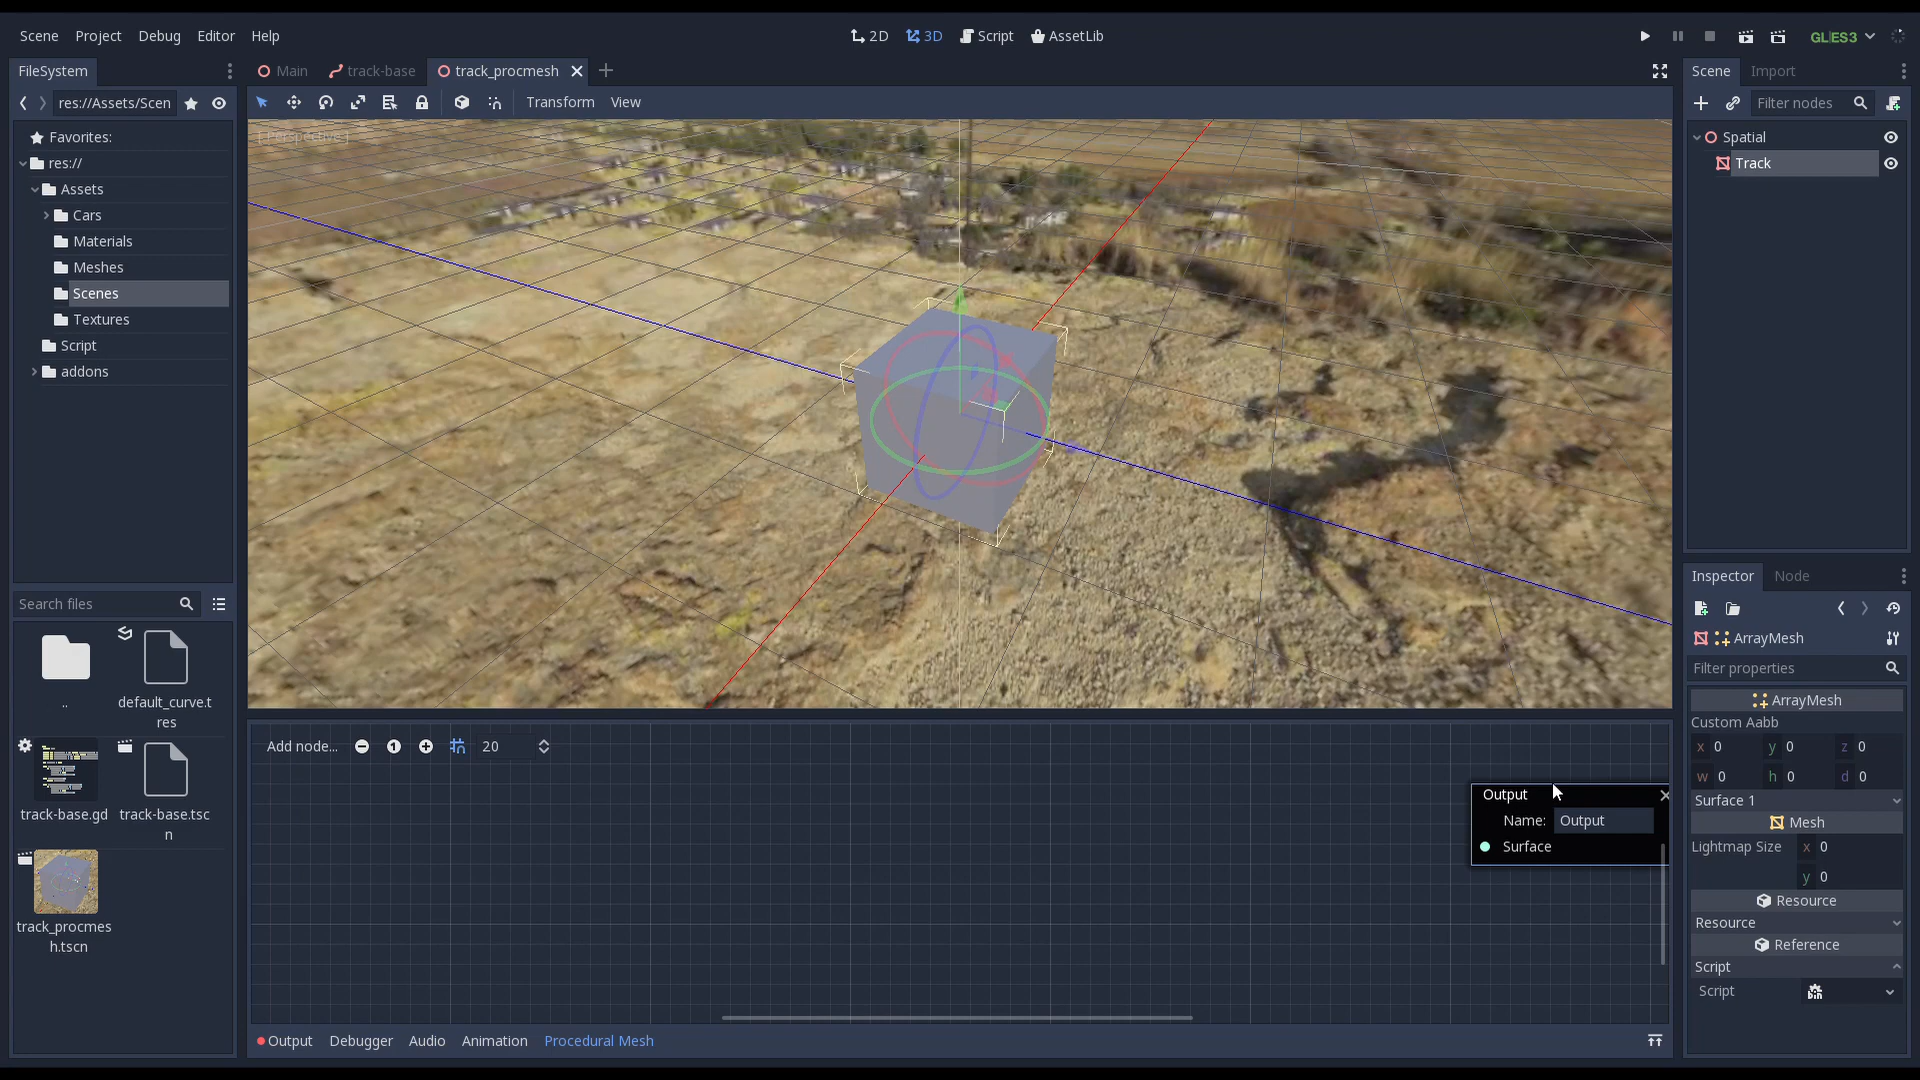 Scene Project Debug Editor Help
2D 3D Script AssetLib
GLES3
FileSystem
Main track-base track_procmesh
Scene Import
res://Assets/Scen
Transform View
Filter nodes
[ Perspective ]
Favorites:
res://
Assets
Cars
Materials
Meshes
Scenes
Textures
Script
addons
Spatial
Track
Search files
..
default_curve.t
res
track-base.gd
track-base.tsc
n
track_procmes
h.tscn
Add node... 20
Output
Name: Output
Surface
Output Debugger Audio Animation Procedural Mesh
Inspector Node
ArrayMesh
Filter properties
ArrayMesh
Custom Aabb
x 0 y 0 z 0
w 0 h 0 d 0
Surface 1
Mesh
Lightmap Size x 0
y 0
Resource
Resource
Reference
Script
Script